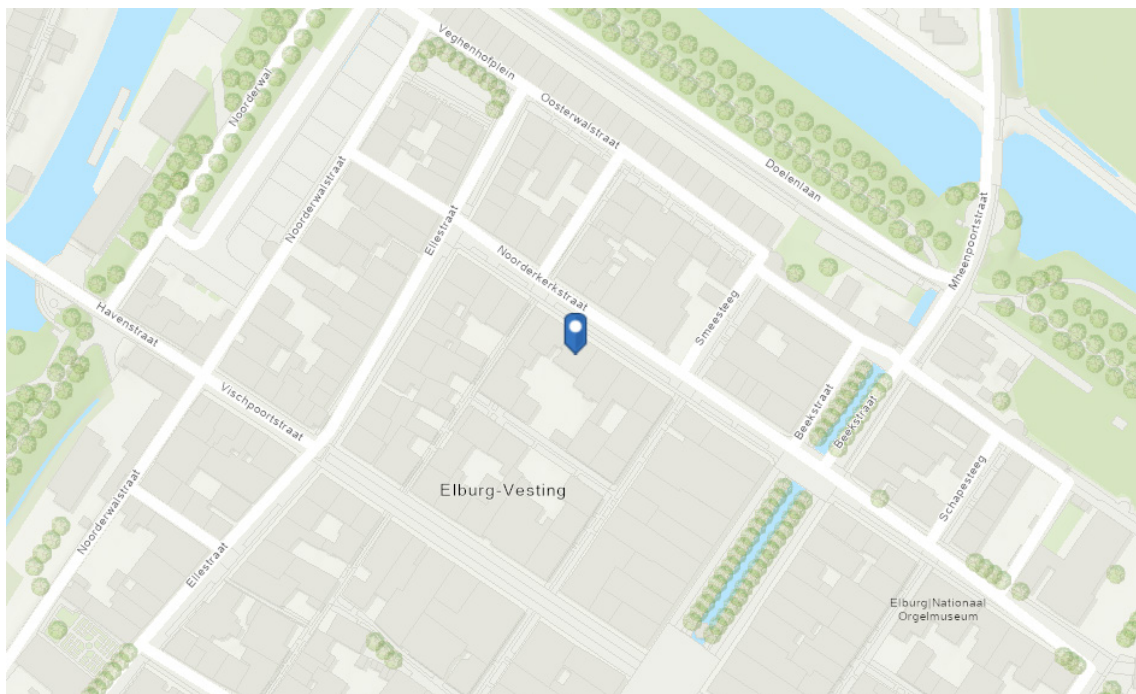 Veghenhofplein
Noorderwal
Oosterwalstraat
Doelenlaan
Noorderwalstraat
Ellestraat
Mheenpoortstraat
Noorderkerkstraat
Havenstraat
Smeesteeg
Vischpoortstraat
Beekstraat
Beekstraat
Elburg-Vesting
Schapesteeg
Noorderwalstraat
Ellestraat
Elburg|Nationaal
Orgelmuseum